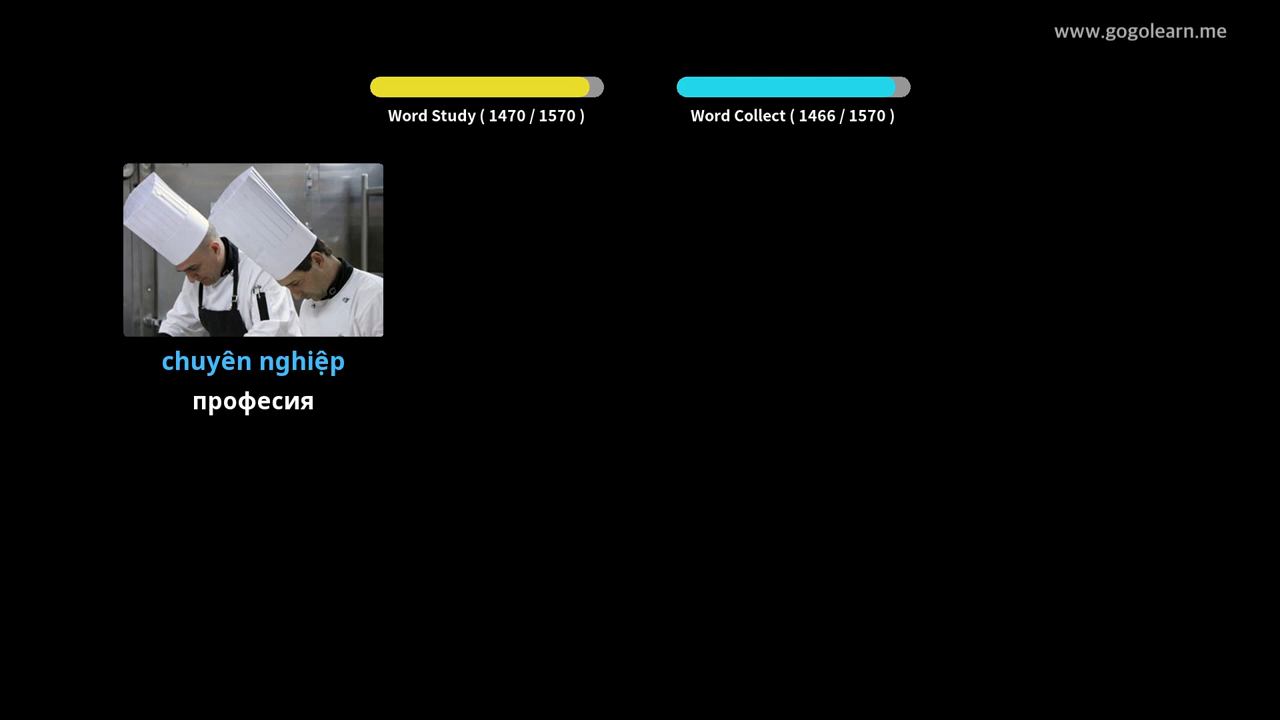 www.gogolearn.me
Word Study ( 1470 / 1570 )
Word Collect ( 1466 / 1570 )
chuyên nghiệp
професия